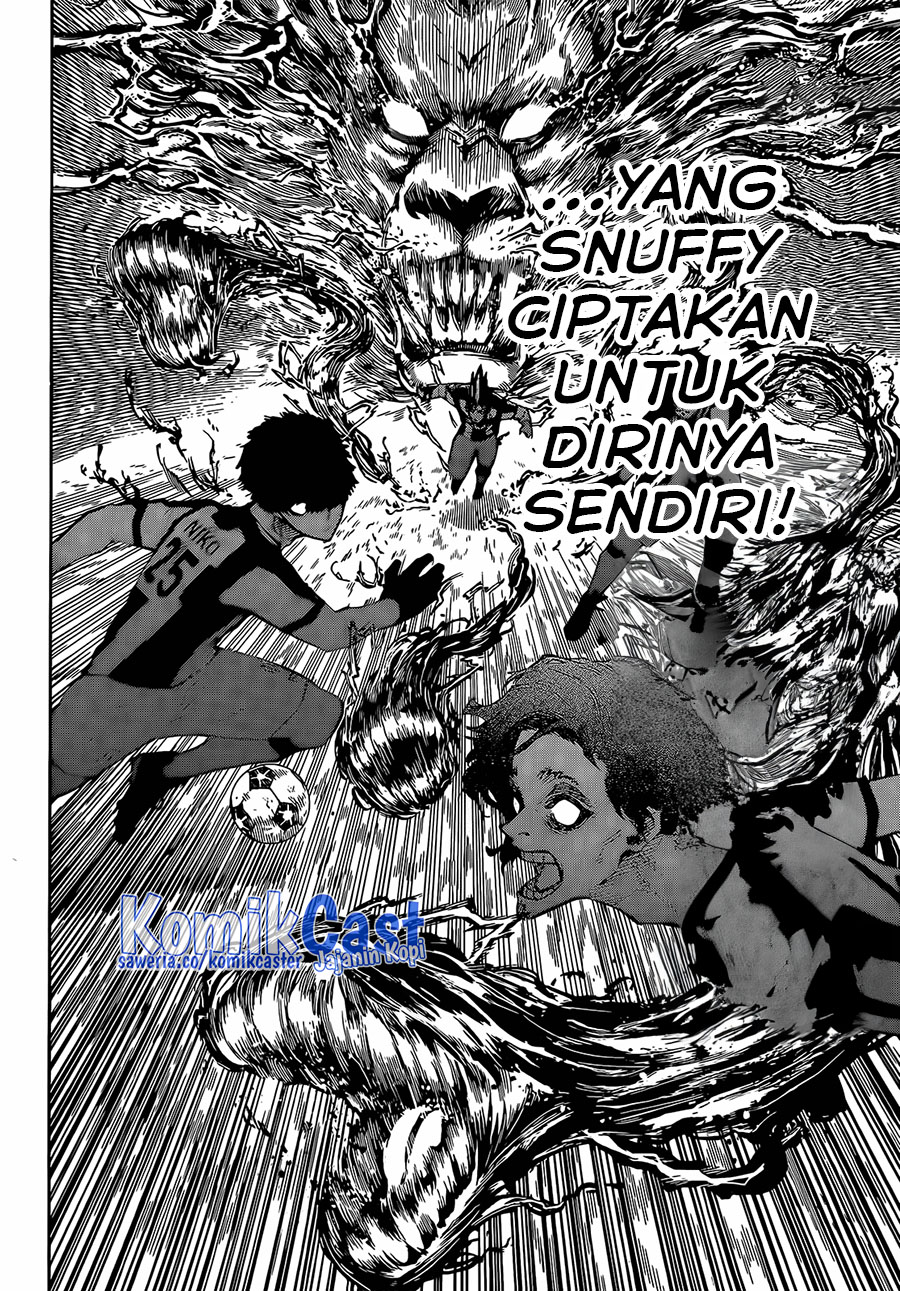 ...YANG
SNUFFY
CIPTAKAN
UNTUK
DIRINYA
SENDIRI!
NIKO
25
KomikCast
saweria.co/komikcaster Jajanin Kopi